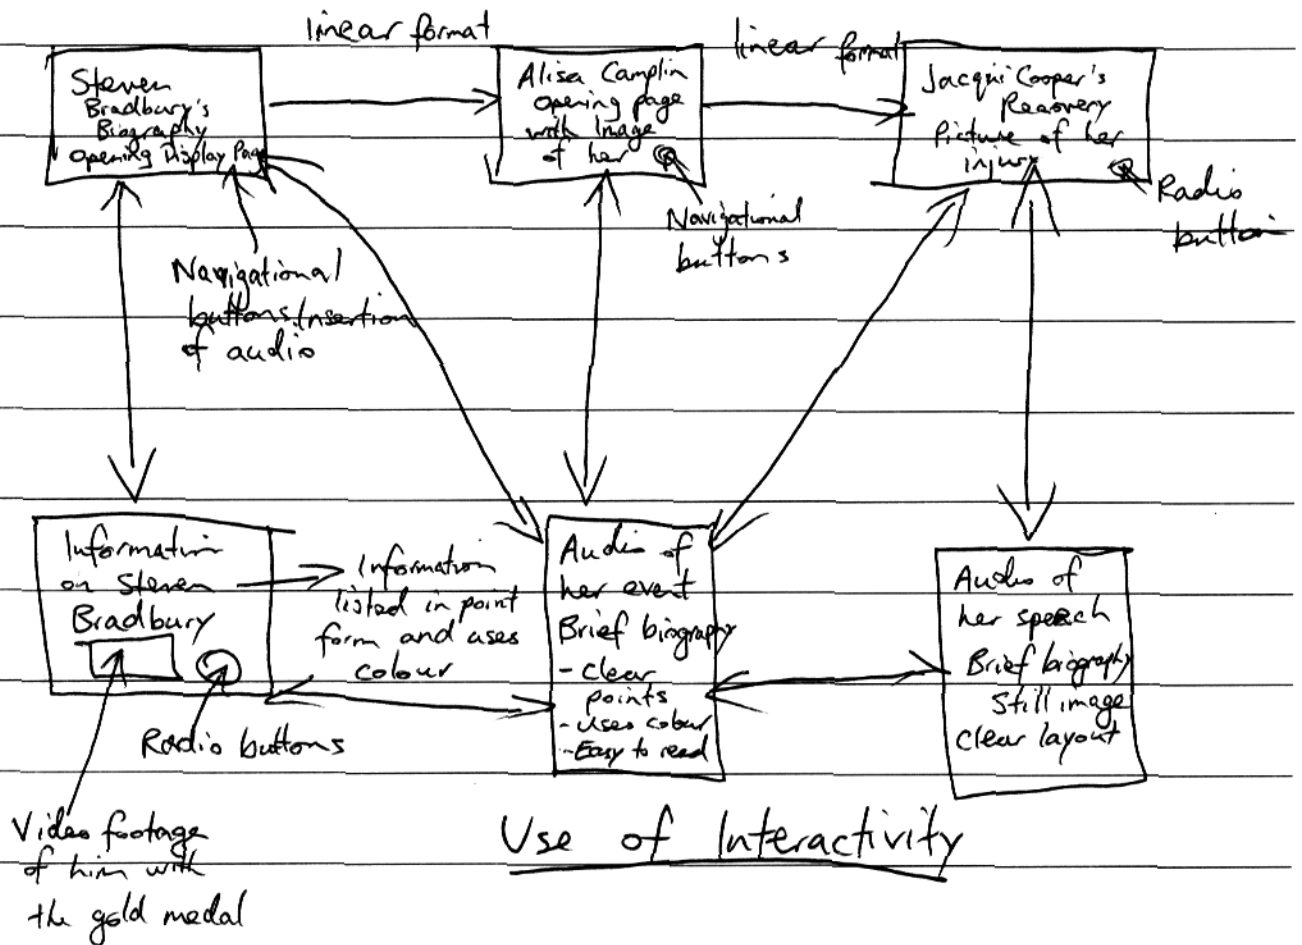 linear format
linear format
Steven
Bradbury's
Biography
Opening Display Page
Alisa Camplin
opening page
with Image
of her
Jacqui Cooper's
Recovery
Picture of her
injury
Navigational
buttons/Insertion
of audio
Navigational
buttons
Radio
button
Information
on Steven
Bradbury
Information
listed in point
form and uses
colour
Radio buttons
Video footage
of him with
the gold medal
Audio of
her event
Brief biography
- Clear
points
- Uses colour
- Easy to read
Audio of
her speech
Brief biography
Still image
Clear layout
Use of Interactivity